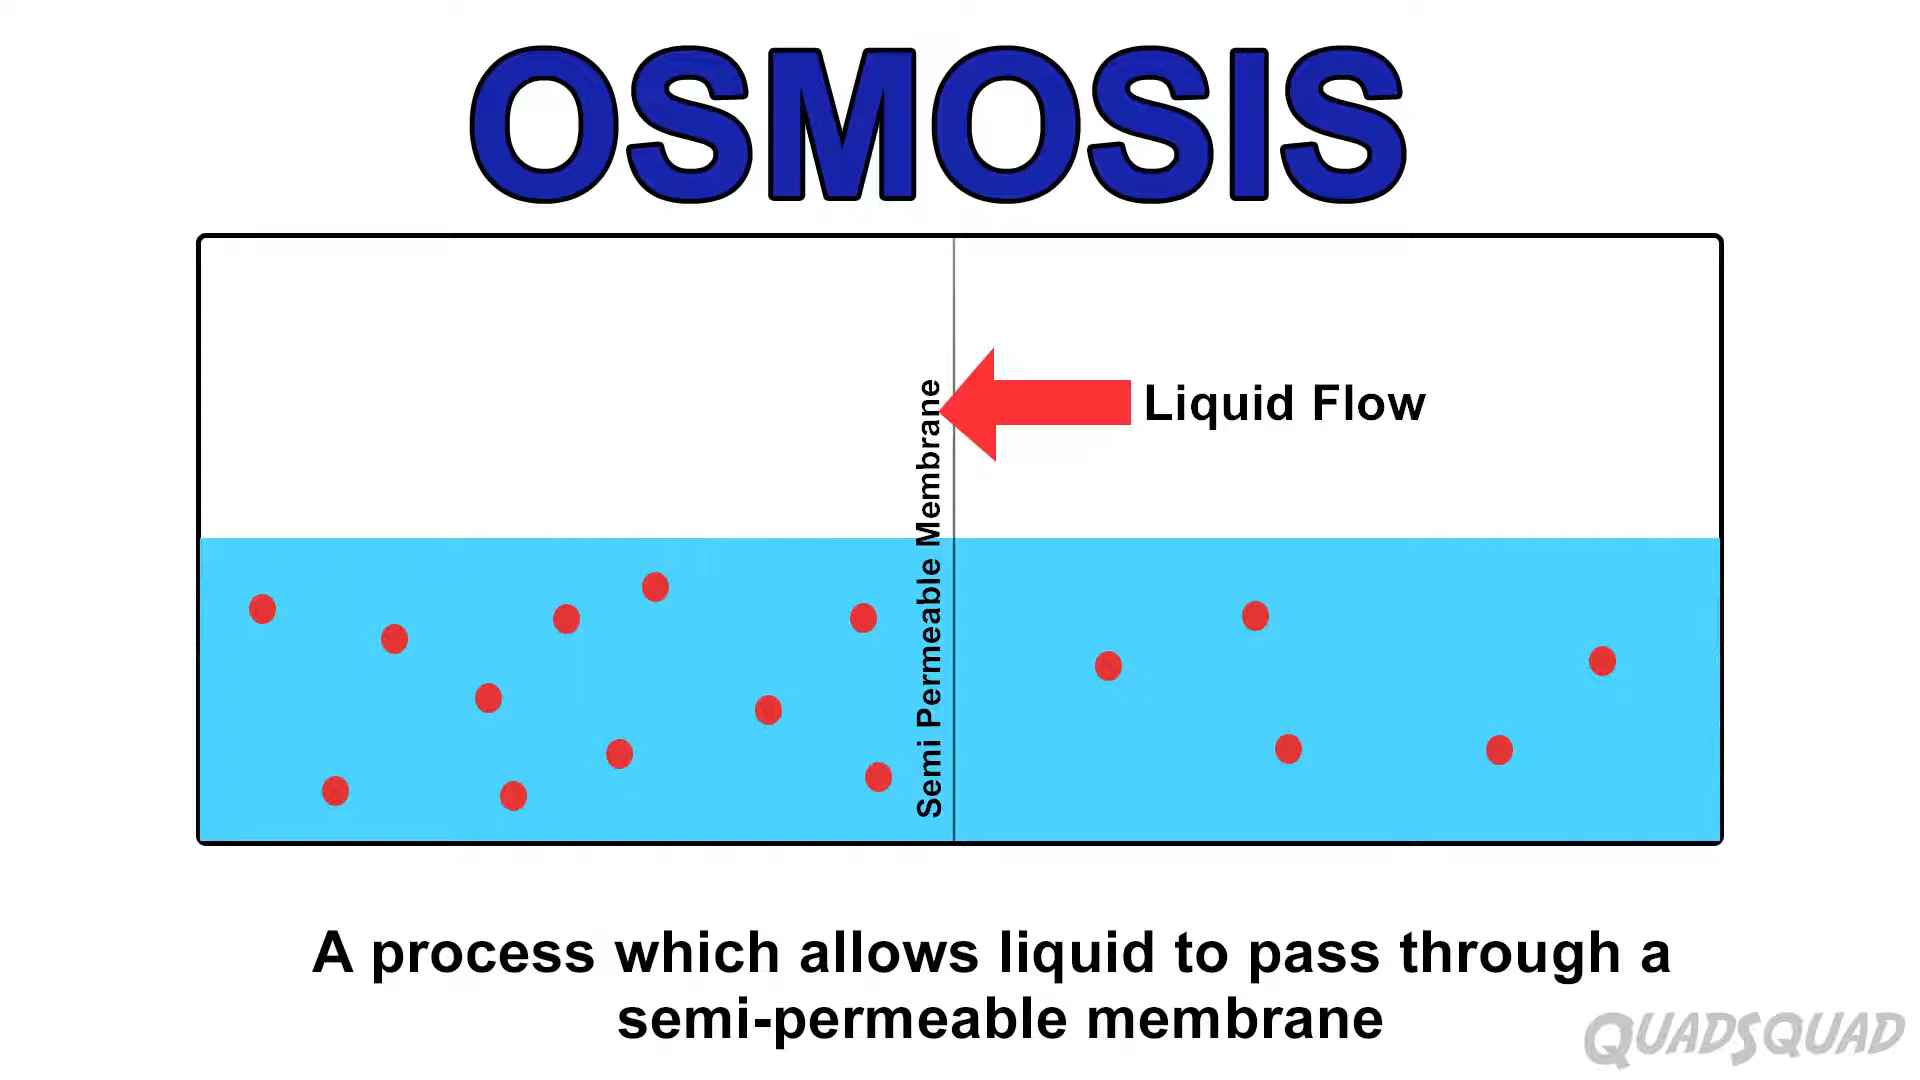 OSMOSIS
Liquid Flow
Semi Permeable Membrane
A process which allows liquid to pass through a
semi-permeable membrane
QUADSQUAD